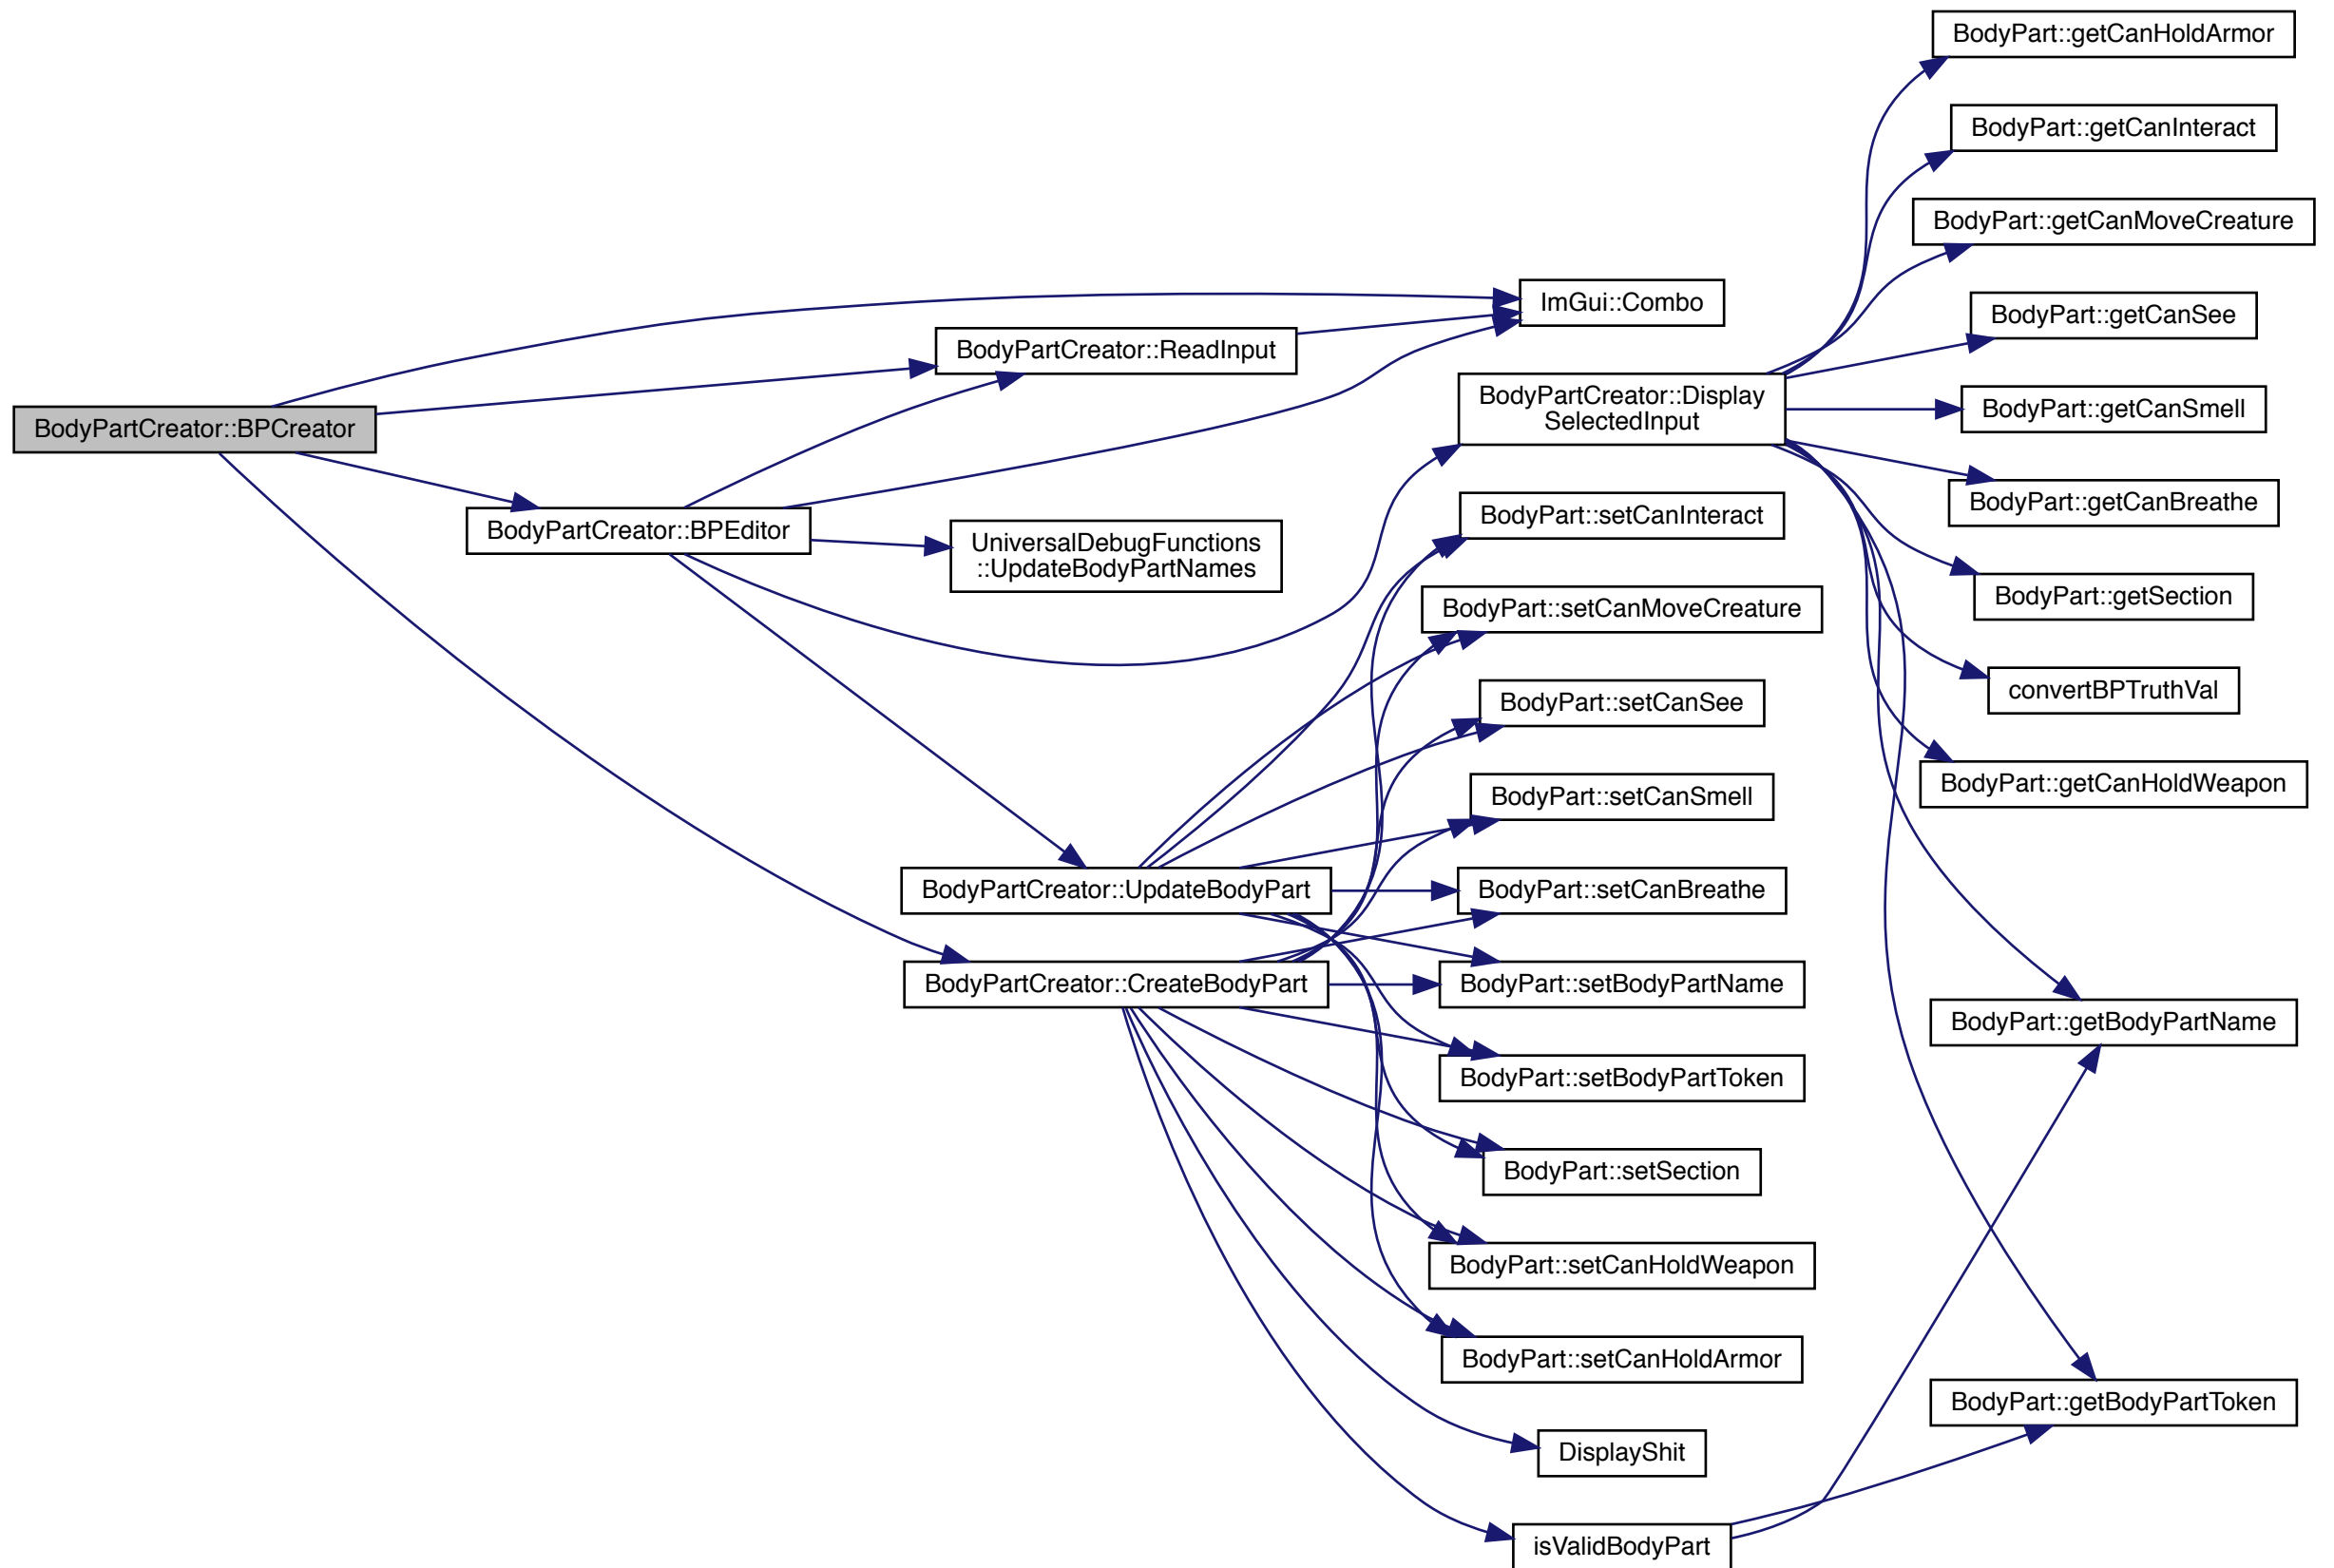 BodyPartCreator::BPCreator
BodyPartCreator::BPEditor
BodyPartCreator::ReadInput
UniversalDebugFunctions
::UpdateBodyPartNames
BodyPartCreator::UpdateBodyPart
BodyPartCreator::CreateBodyPart
ImGui::Combo
BodyPartCreator::Display
SelectedInput
BodyPart::setCanInteract
BodyPart::setCanMoveCreature
BodyPart::setCanSee
BodyPart::setCanSmell
BodyPart::setCanBreathe
BodyPart::setBodyPartName
BodyPart::setBodyPartToken
BodyPart::setSection
BodyPart::setCanHoldWeapon
BodyPart::setCanHoldArmor
DisplayShit
isValidBodyPart
BodyPart::getCanHoldArmor
BodyPart::getCanInteract
BodyPart::getCanMoveCreature
BodyPart::getCanSee
BodyPart::getCanSmell
BodyPart::getCanBreathe
BodyPart::getSection
convertBPTruthVal
BodyPart::getCanHoldWeapon
BodyPart::getBodyPartName
BodyPart::getBodyPartToken